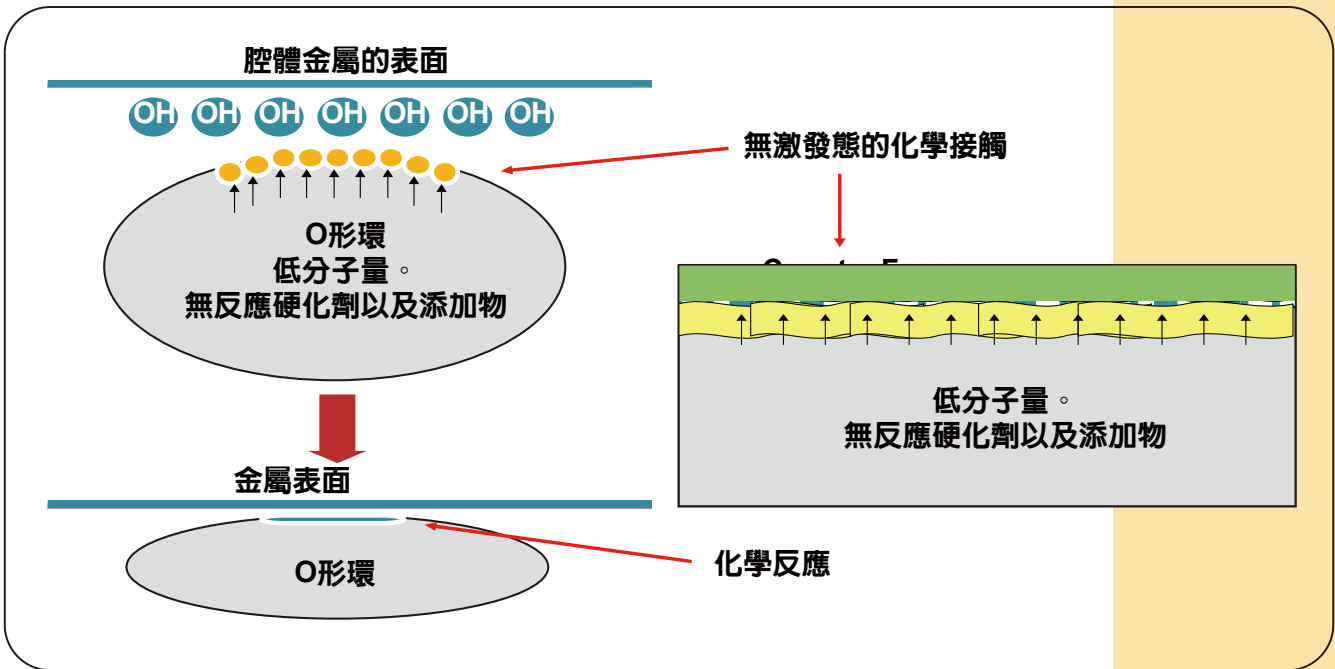 腔體金屬的表面
OH OH OH OH OH OH OH
無激發態的化學接觸
O形環
低分子量。
無反應硬化劑以及添加物
低分子量。
無反應硬化劑以及添加物
金屬表面
化學反應
O形環